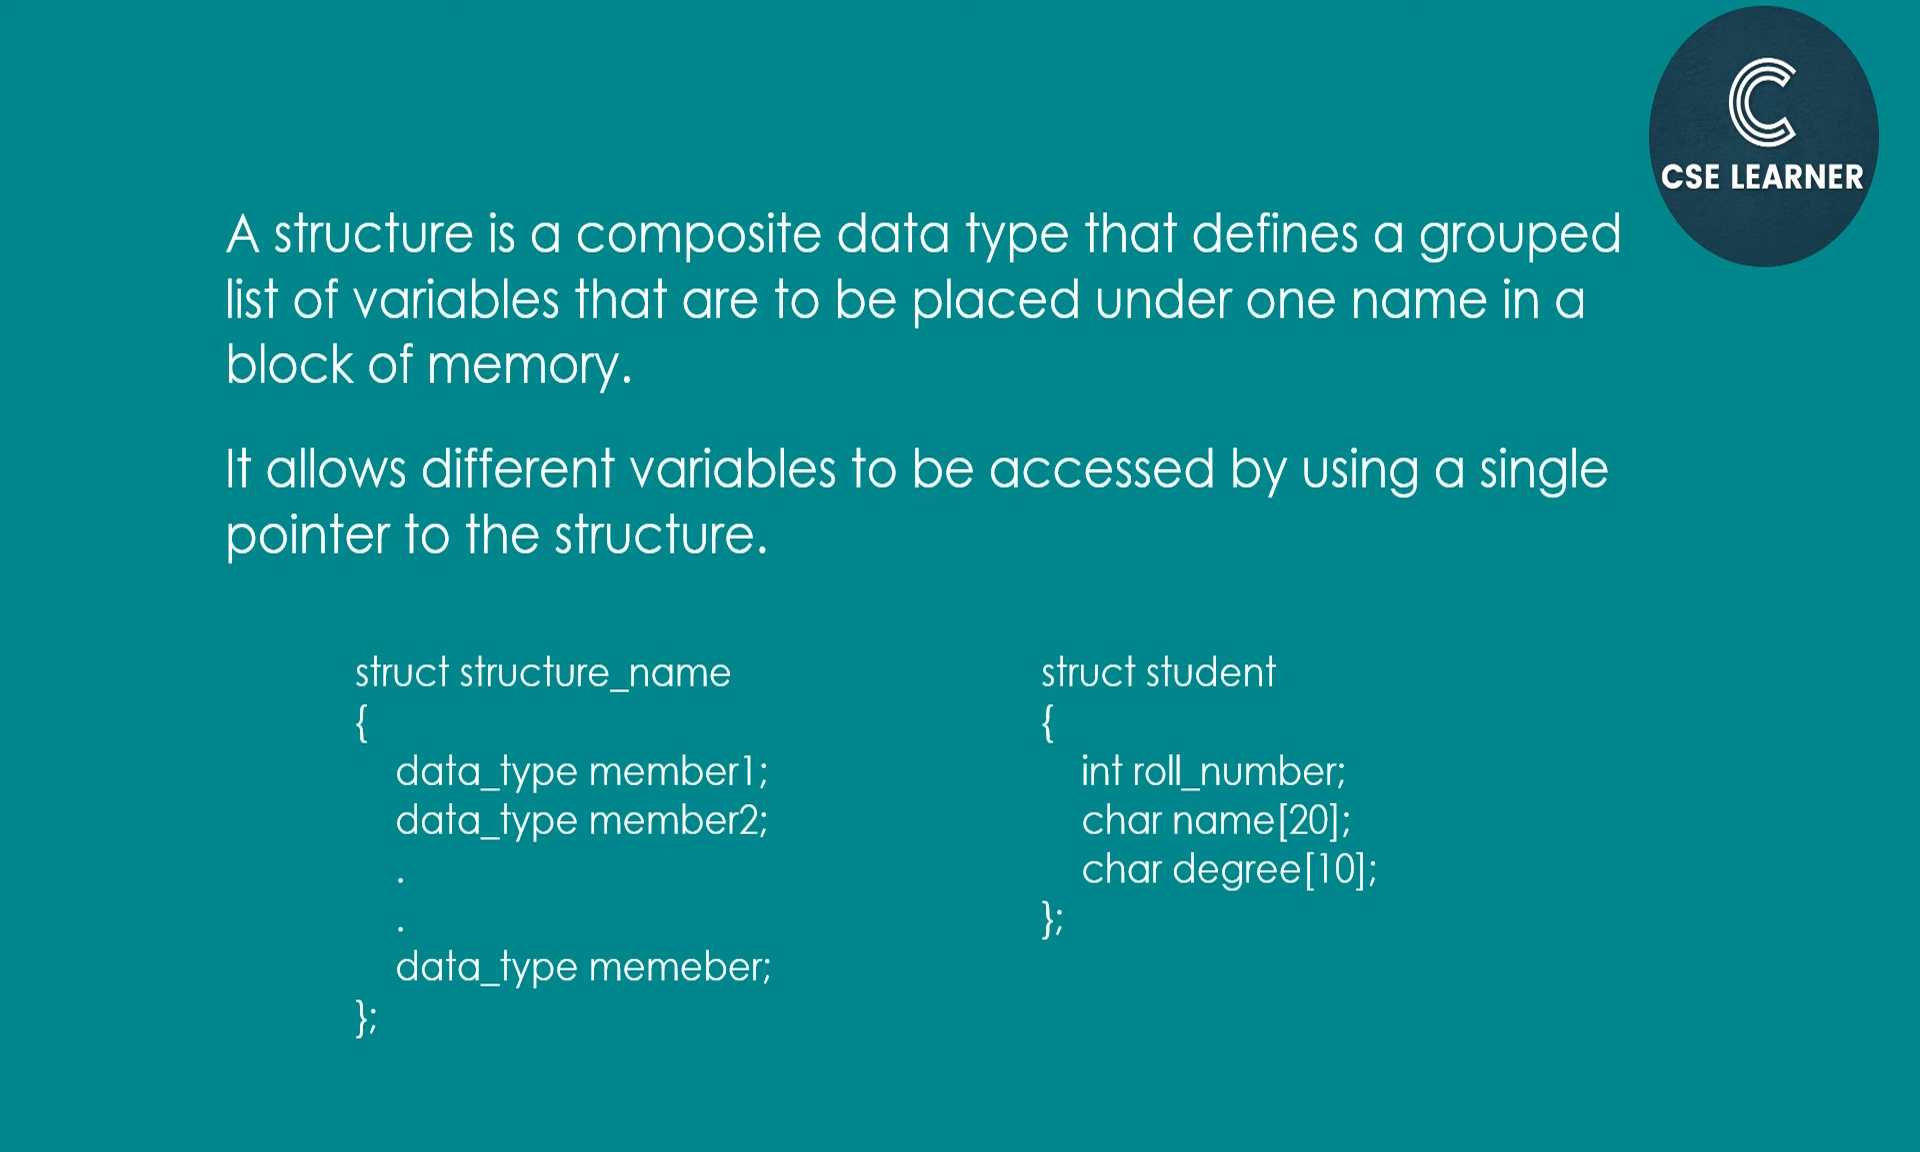 C
CSE LEARNER
A structure is a composite data type that defines a grouped
list of variables that are to be placed under one name in a
block of memory.
It allows different variables to be accessed by using a single
pointer to the structure.
struct structure_name
{
data_type member1;
data_type member2;
.
.
data_type memeber;
};
struct student
{
int roll_number;
char name[20];
char degree[10];
};